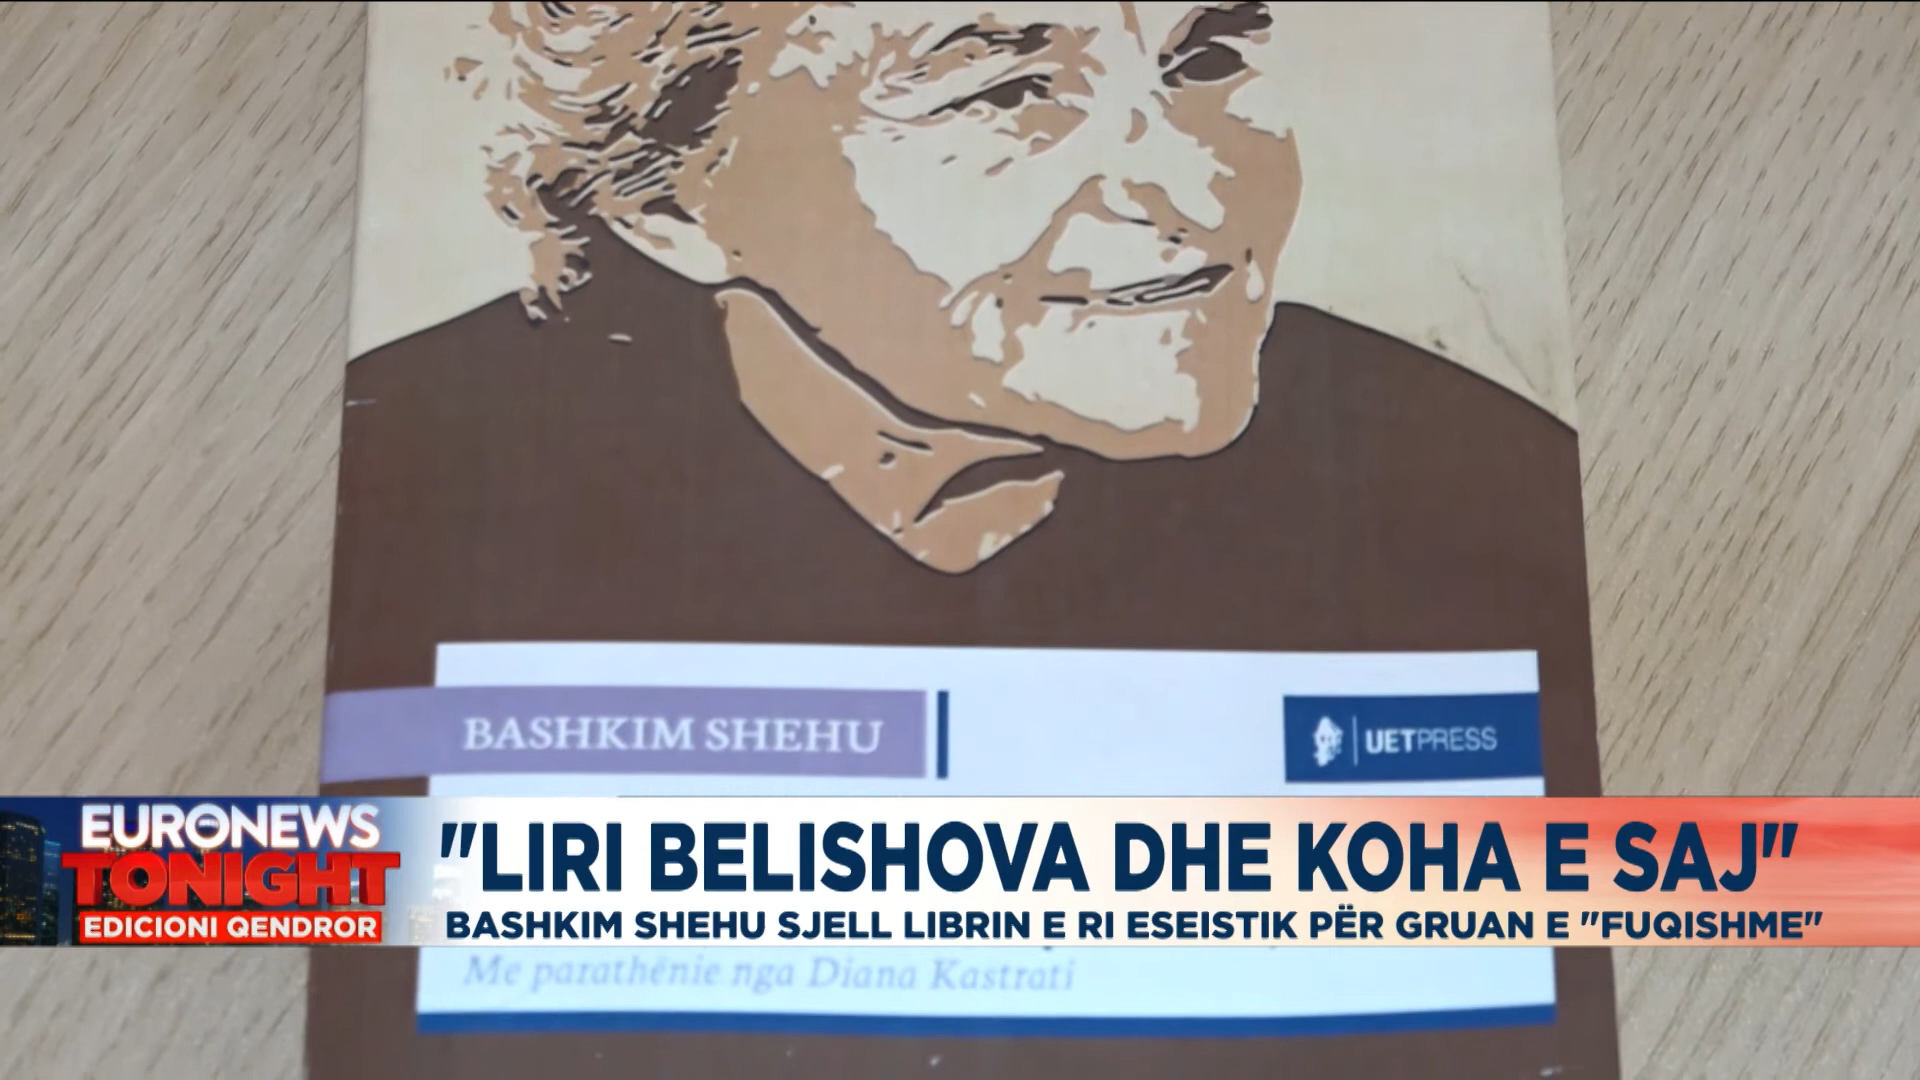 BASHKIM SHEHU
UETPRESS
EURONEWS
TONIGHT
EDICIONI QENDROR
"LIRI BELISHOVA DHE KOHA E SAJ"
BASHKIM SHEHU SJELL LIBRIN E RI ESEISTIK PËR GRUAN E "FUQISHME"
Me parathënie nga Diana Kastrati